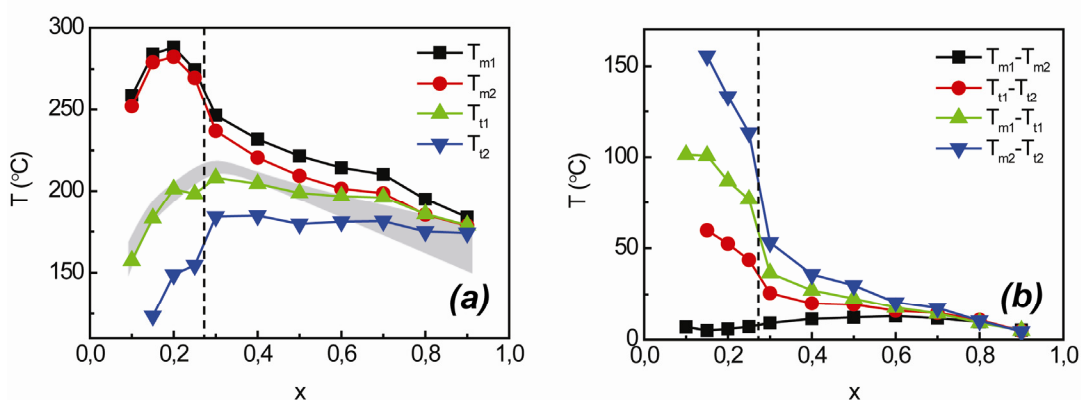 300
250
200
150
T (°C)
0,0 0,2 0,4 0,6 0,8 1,0
x
Tm1
Tm2
Tt1
Tt2
(a)
150
100
50
0
T (°C)
0,0 0,2 0,4 0,6 0,8 1,0
x
Tm1-Tm2
Tt1-Tt2
Tm1-Tt1
Tm2-Tt2
(b)